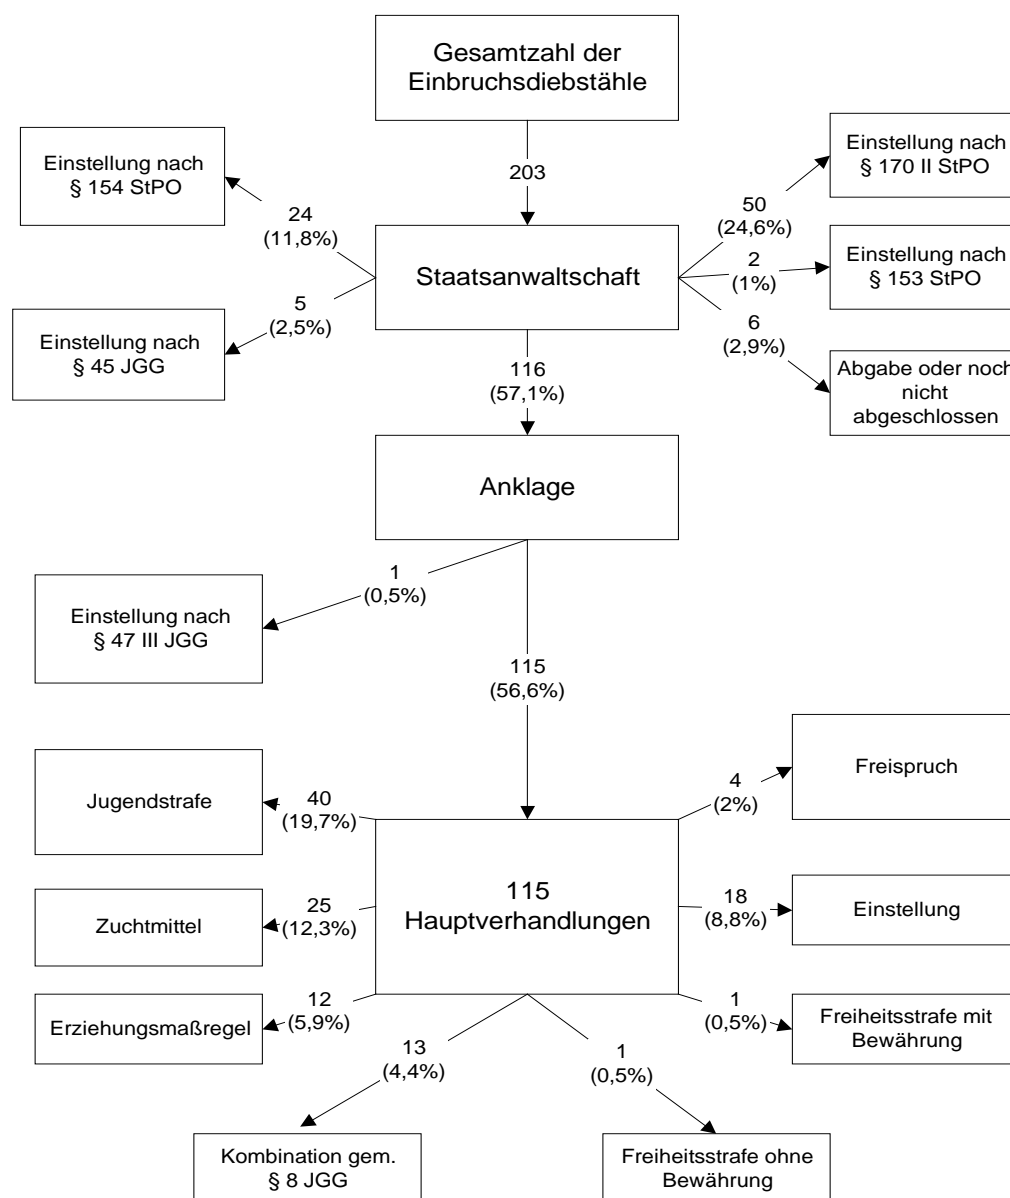 Gesamtzahl der
Einbruchsdiebstähle
203
Einstellung nach
§ 154 StPO
24
(11,8%)
Einstellung nach
§ 170 II StPO
50
(24,6%)
Staatsanwaltschaft
2
(1%)
Einstellung nach
§ 153 StPO
5
(2,5%)
Einstellung nach
§ 45 JGG
6
(2,9%)
Abgabe oder noch
nicht
abgeschlossen
116
(57,1%)
Anklage
1
(0,5%)
Einstellung nach
§ 47 III JGG
115
(56,6%)
Jugendstrafe
40
(19,7%)
4
(2%)
Freispruch
115
Hauptverhandlungen
Zuchtmittel
25
(12,3%)
18
(8,8%)
Einstellung
Erziehungsmaßregel
12
(5,9%)
1
(0,5%)
Freiheitsstrafe mit
Bewährung
13
(4,4%)
1
(0,5%)
Kombination gem.
§ 8 JGG
Freiheitsstrafe ohne
Bewährung